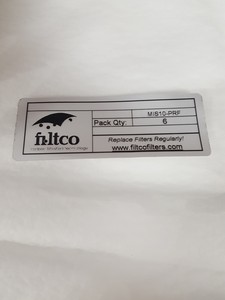 filtco
MIS10-PRF
Pack Qty: 6
Replace Filters Regularly!
www.filtcofilters.com